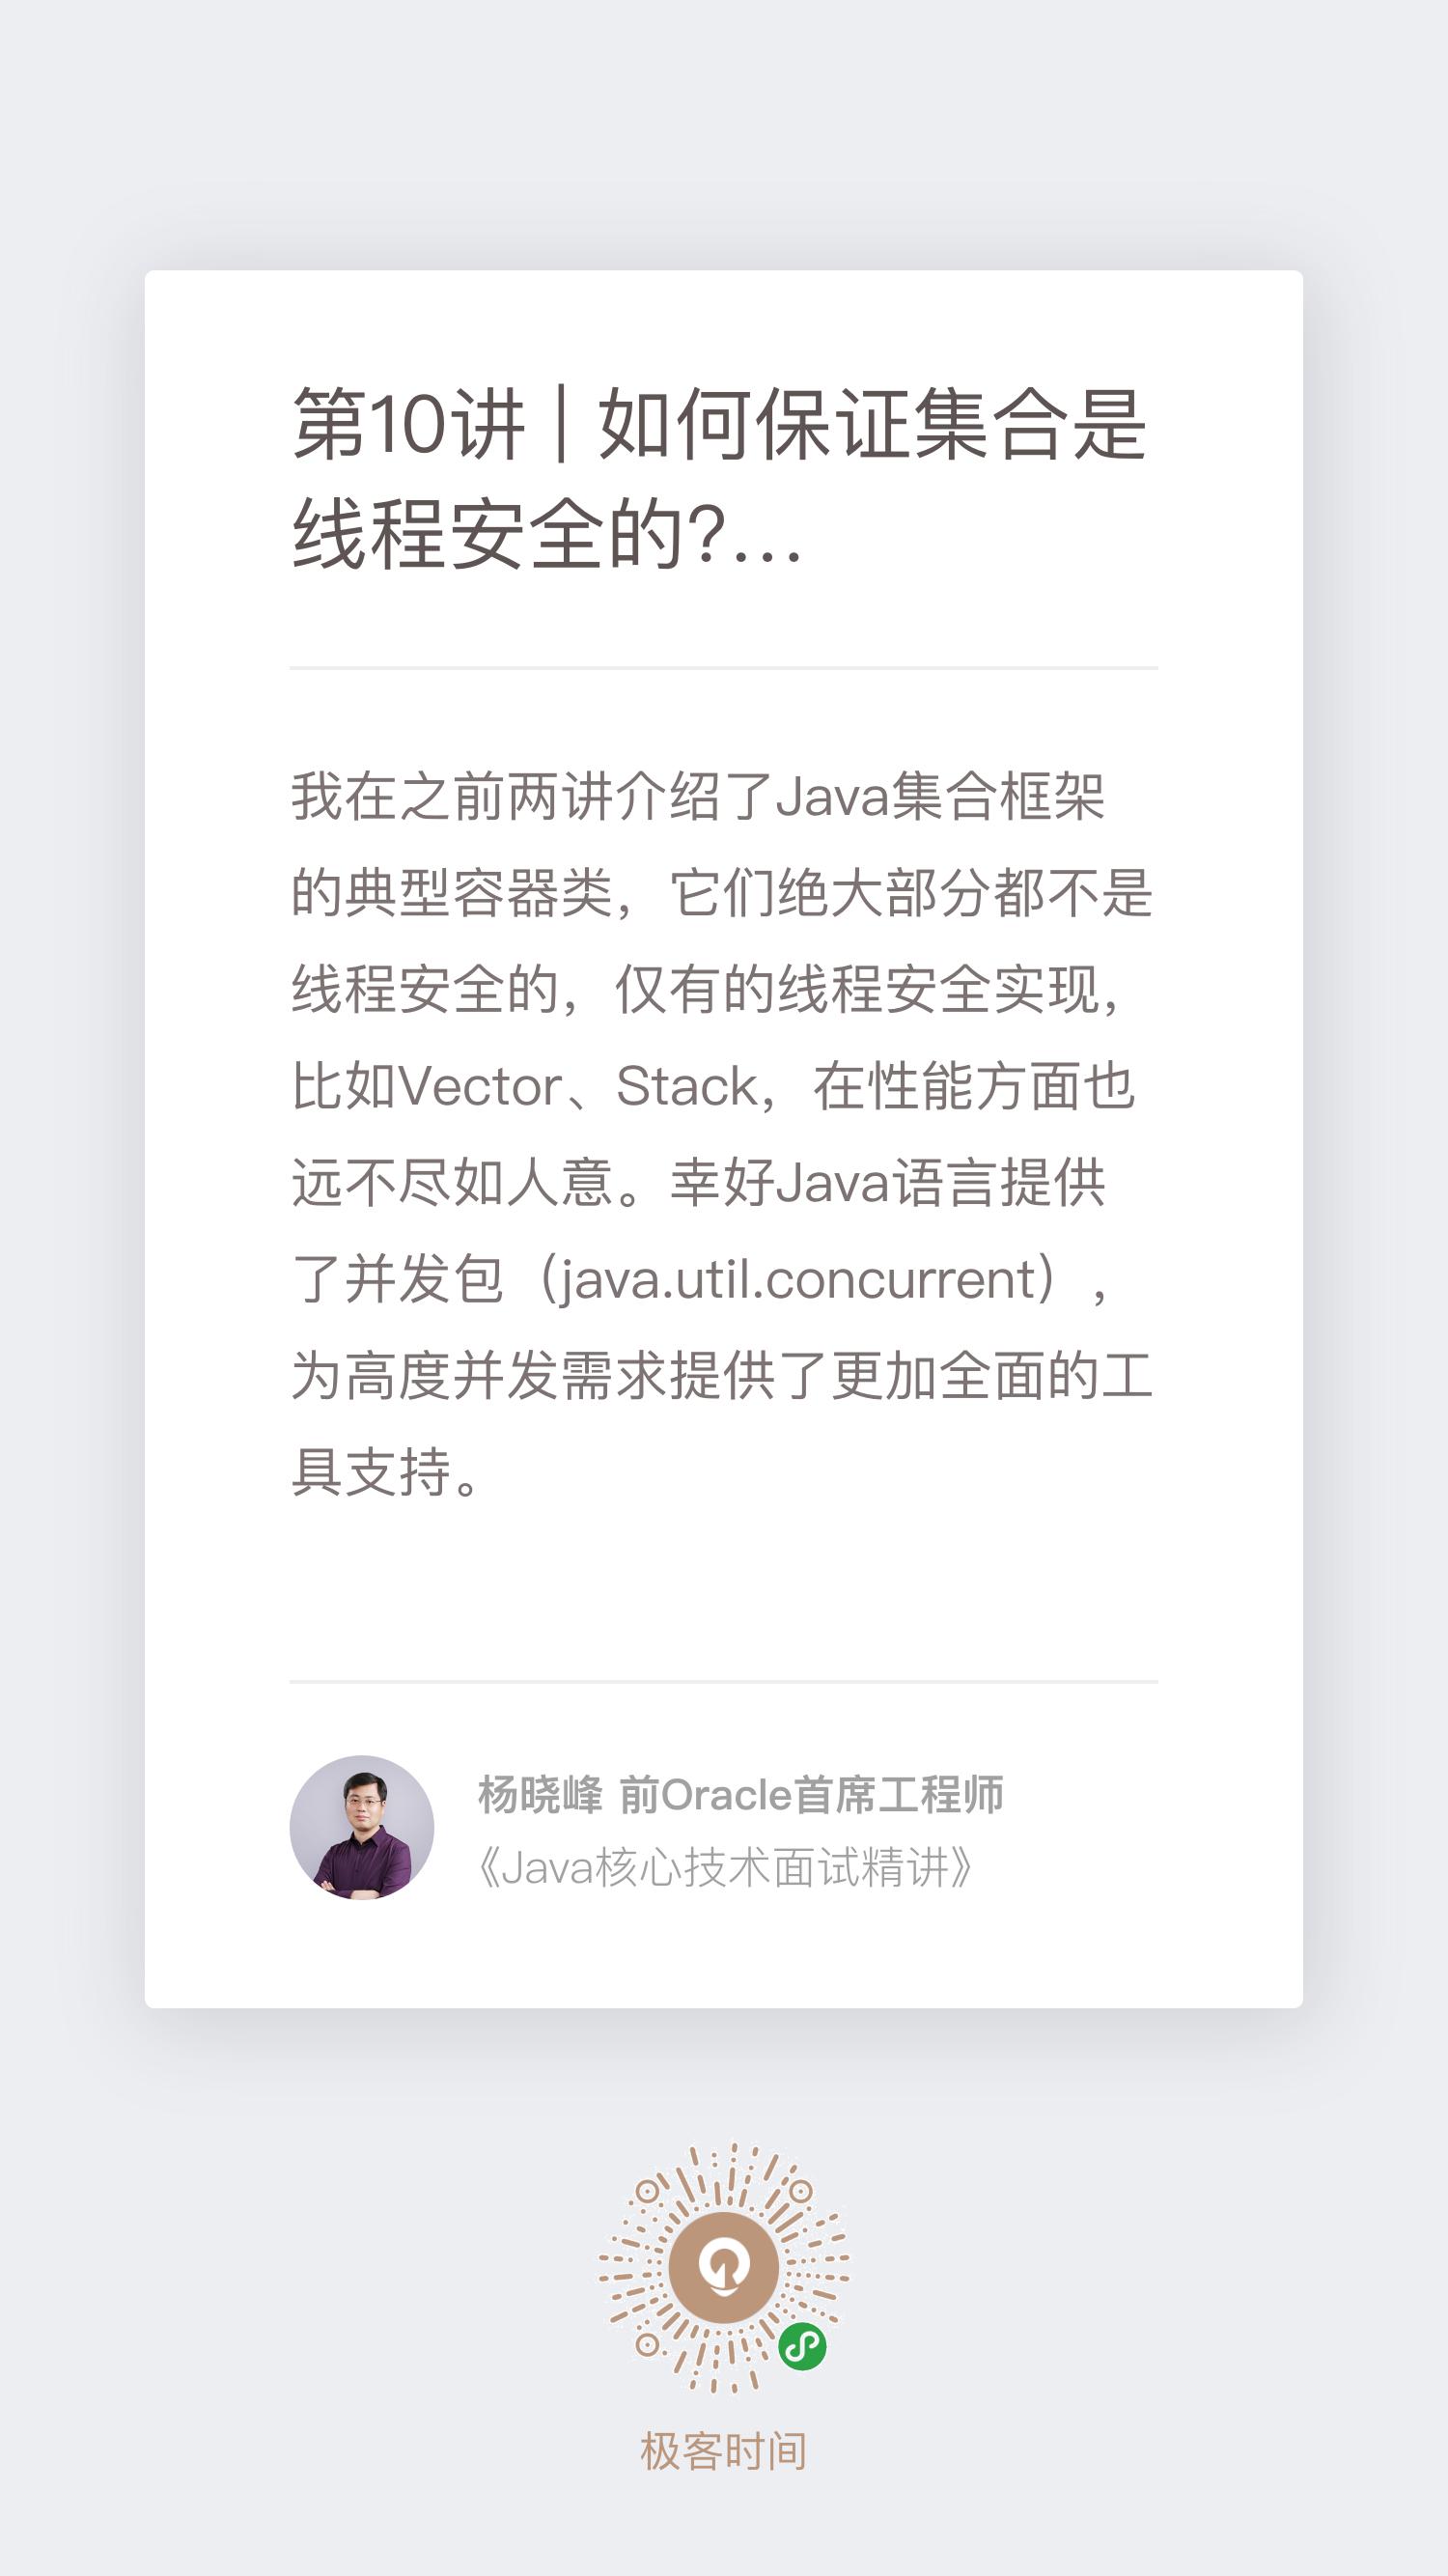 第10讲 | 如何保证集合是
线程安全的?...
我在之前两讲介绍了Java集合框架
的典型容器类，它们绝大部分都不是
线程安全的，仅有的线程安全实现，
比如Vector、Stack，在性能方面也
远不尽如人意。幸好Java语言提供
了并发包（java.util.concurrent），
为高度并发需求提供了更加全面的工
具支持。
杨晓峰 前Oracle首席工程师
《Java核心技术面试精讲》
极客时间